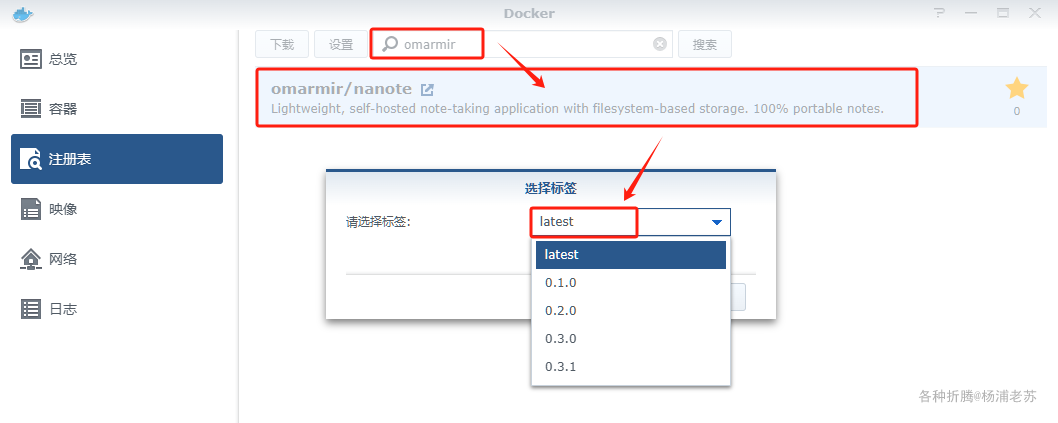 Docker
总览
容器
注册表
映像
网络
日志
下载 设置 omarmir 搜索
omarmir/nanote
Lightweight, self-hosted note-taking application with filesystem-based storage. 100% portable notes.
0
选择标签
请选择标签: latest
latest
0.1.0
0.2.0
0.3.0
0.3.1
各种折腾@杨浦老苏